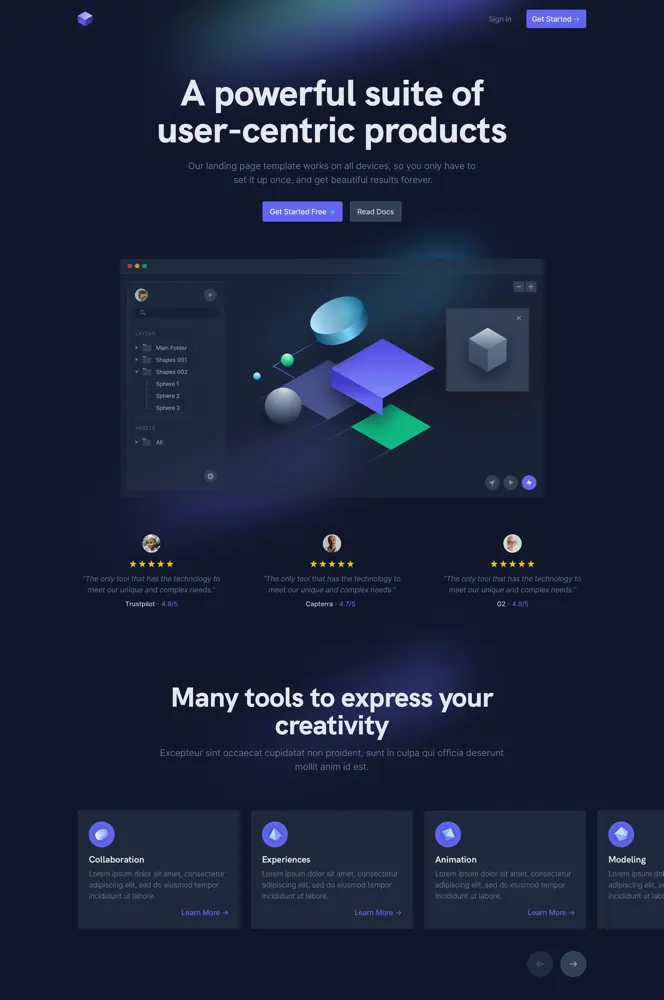 Sign in
Get Started →
A powerful suite of
user-centric products
Our landing page template works on all devices, so you only have to
set it up once, and get beautiful results forever.
Get Started Free →
Read Docs
LAYERS
Main Folder
Shapes 001
Shapes 002
Sphere 1
Sphere 2
Sphere 3
ASSETS
All
"The only tool that has the technology to
meet our unique and complex needs."
Trustpilot · 4.9/5
"The only tool that has the technology to
meet our unique and complex needs."
Capterra · 4.7/5
"The only tool that has the technology to
meet our unique and complex needs."
G2 · 4.9/5
Many tools to express your
creativity
Excepteur sint occaecat cupidatat non proident, sunt in culpa qui officia deserunt
mollit anim id est.
Collaboration
Lorem ipsum dolor sit amet, consectetur
adipiscing elit, sed do eiusmod tempor
incididunt ut labore.
Learn More →
Experiences
Lorem ipsum dolor sit amet, consectetur
adipiscing elit, sed do eiusmod tempor
incididunt ut labore.
Learn More →
Animation
Lorem ipsum dolor sit amet, consectetur
adipiscing elit, sed do eiusmod tempor
incididunt ut labore.
Learn More →
Modeling
Lorem ipsum do
adipiscing elit, se
incididunt ut labo